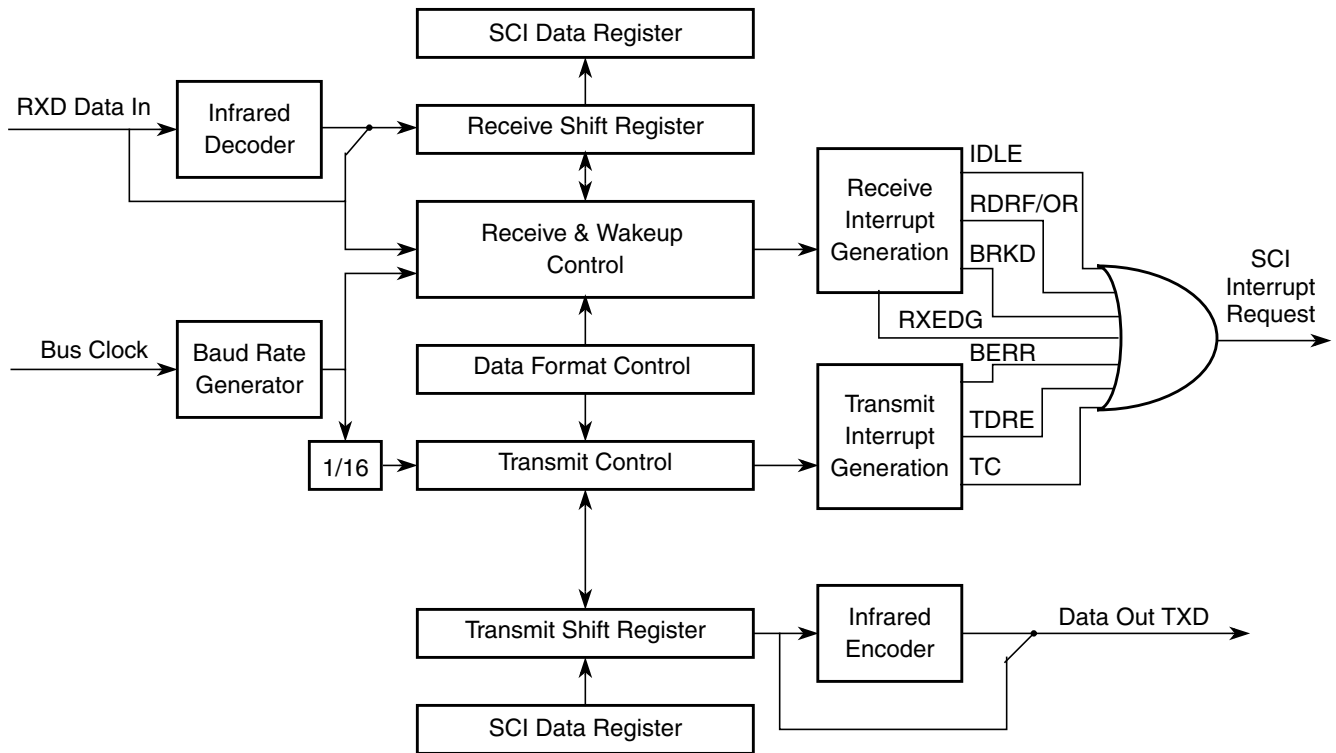 SCI Data Register
RXD Data In
Infrared
Decoder
Receive Shift Register
Receive & Wakeup
Control
Receive
Interrupt
Generation
IDLE
RDRF/OR
BRKD
RXEDG
SCI
Interrupt
Request
Bus Clock
Baud Rate
Generator
Data Format Control
BERR
Transmit
Interrupt
Generation
TDRE
TC
1/16
Transmit Control
Transmit Shift Register
Infrared
Encoder
Data Out TXD
SCI Data Register